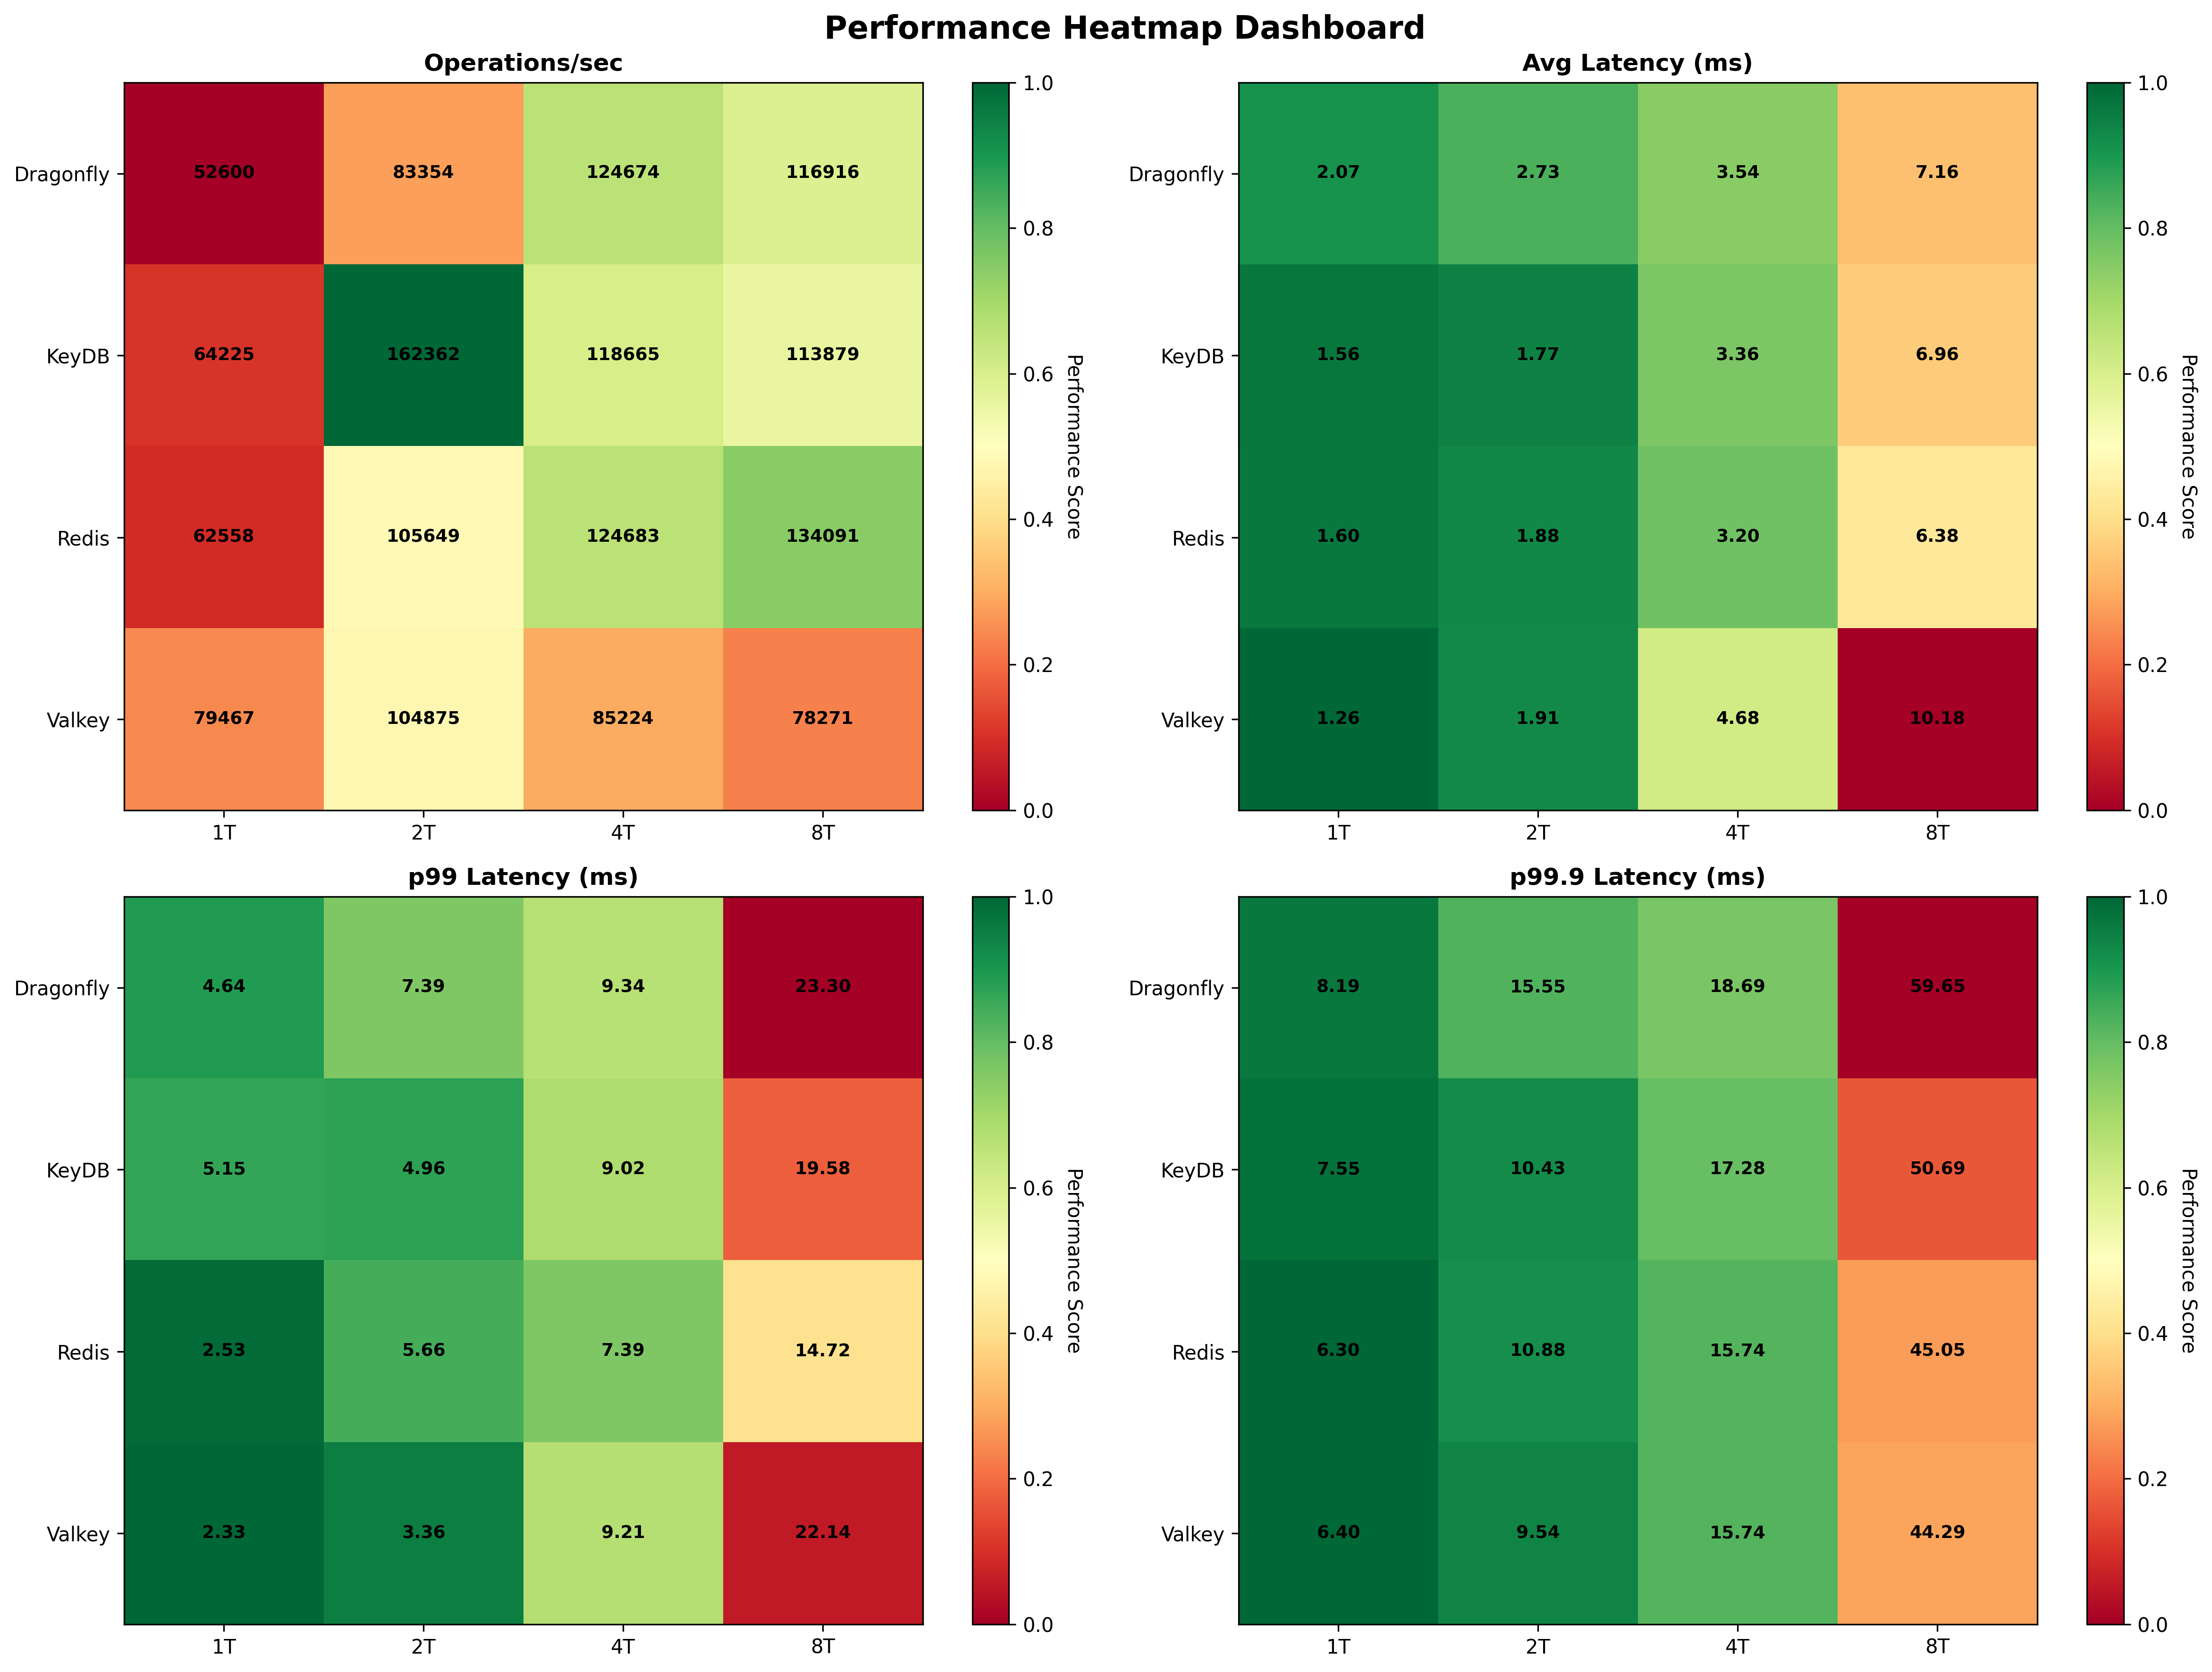 Performance Heatmap Dashboard
Operations/sec
Dragonfly 52600 83354 124674 116916
KeyDB 64225 162362 118665 113879
Redis 62558 105649 124683 134091
Valkey 79467 104875 85224 78271
1T 2T 4T 8T
1.0
0.8
0.6
0.4
0.2
0.0
Performance Score
Avg Latency (ms)
Dragonfly 2.07 2.73 3.54 7.16
KeyDB 1.56 1.77 3.36 6.96
Redis 1.60 1.88 3.20 6.38
Valkey 1.26 1.91 4.68 10.18
1T 2T 4T 8T
1.0
0.8
0.6
0.4
0.2
0.0
Performance Score
p99 Latency (ms)
Dragonfly 4.64 7.39 9.34 23.30
KeyDB 5.15 4.96 9.02 19.58
Redis 2.53 5.66 7.39 14.72
Valkey 2.33 3.36 9.21 22.14
1T 2T 4T 8T
1.0
0.8
0.6
0.4
0.2
0.0
Performance Score
p99.9 Latency (ms)
Dragonfly 8.19 15.55 18.69 59.65
KeyDB 7.55 10.43 17.28 50.69
Redis 6.30 10.88 15.74 45.05
Valkey 6.40 9.54 15.74 44.29
1T 2T 4T 8T
1.0
0.8
0.6
0.4
0.2
0.0
Performance Score